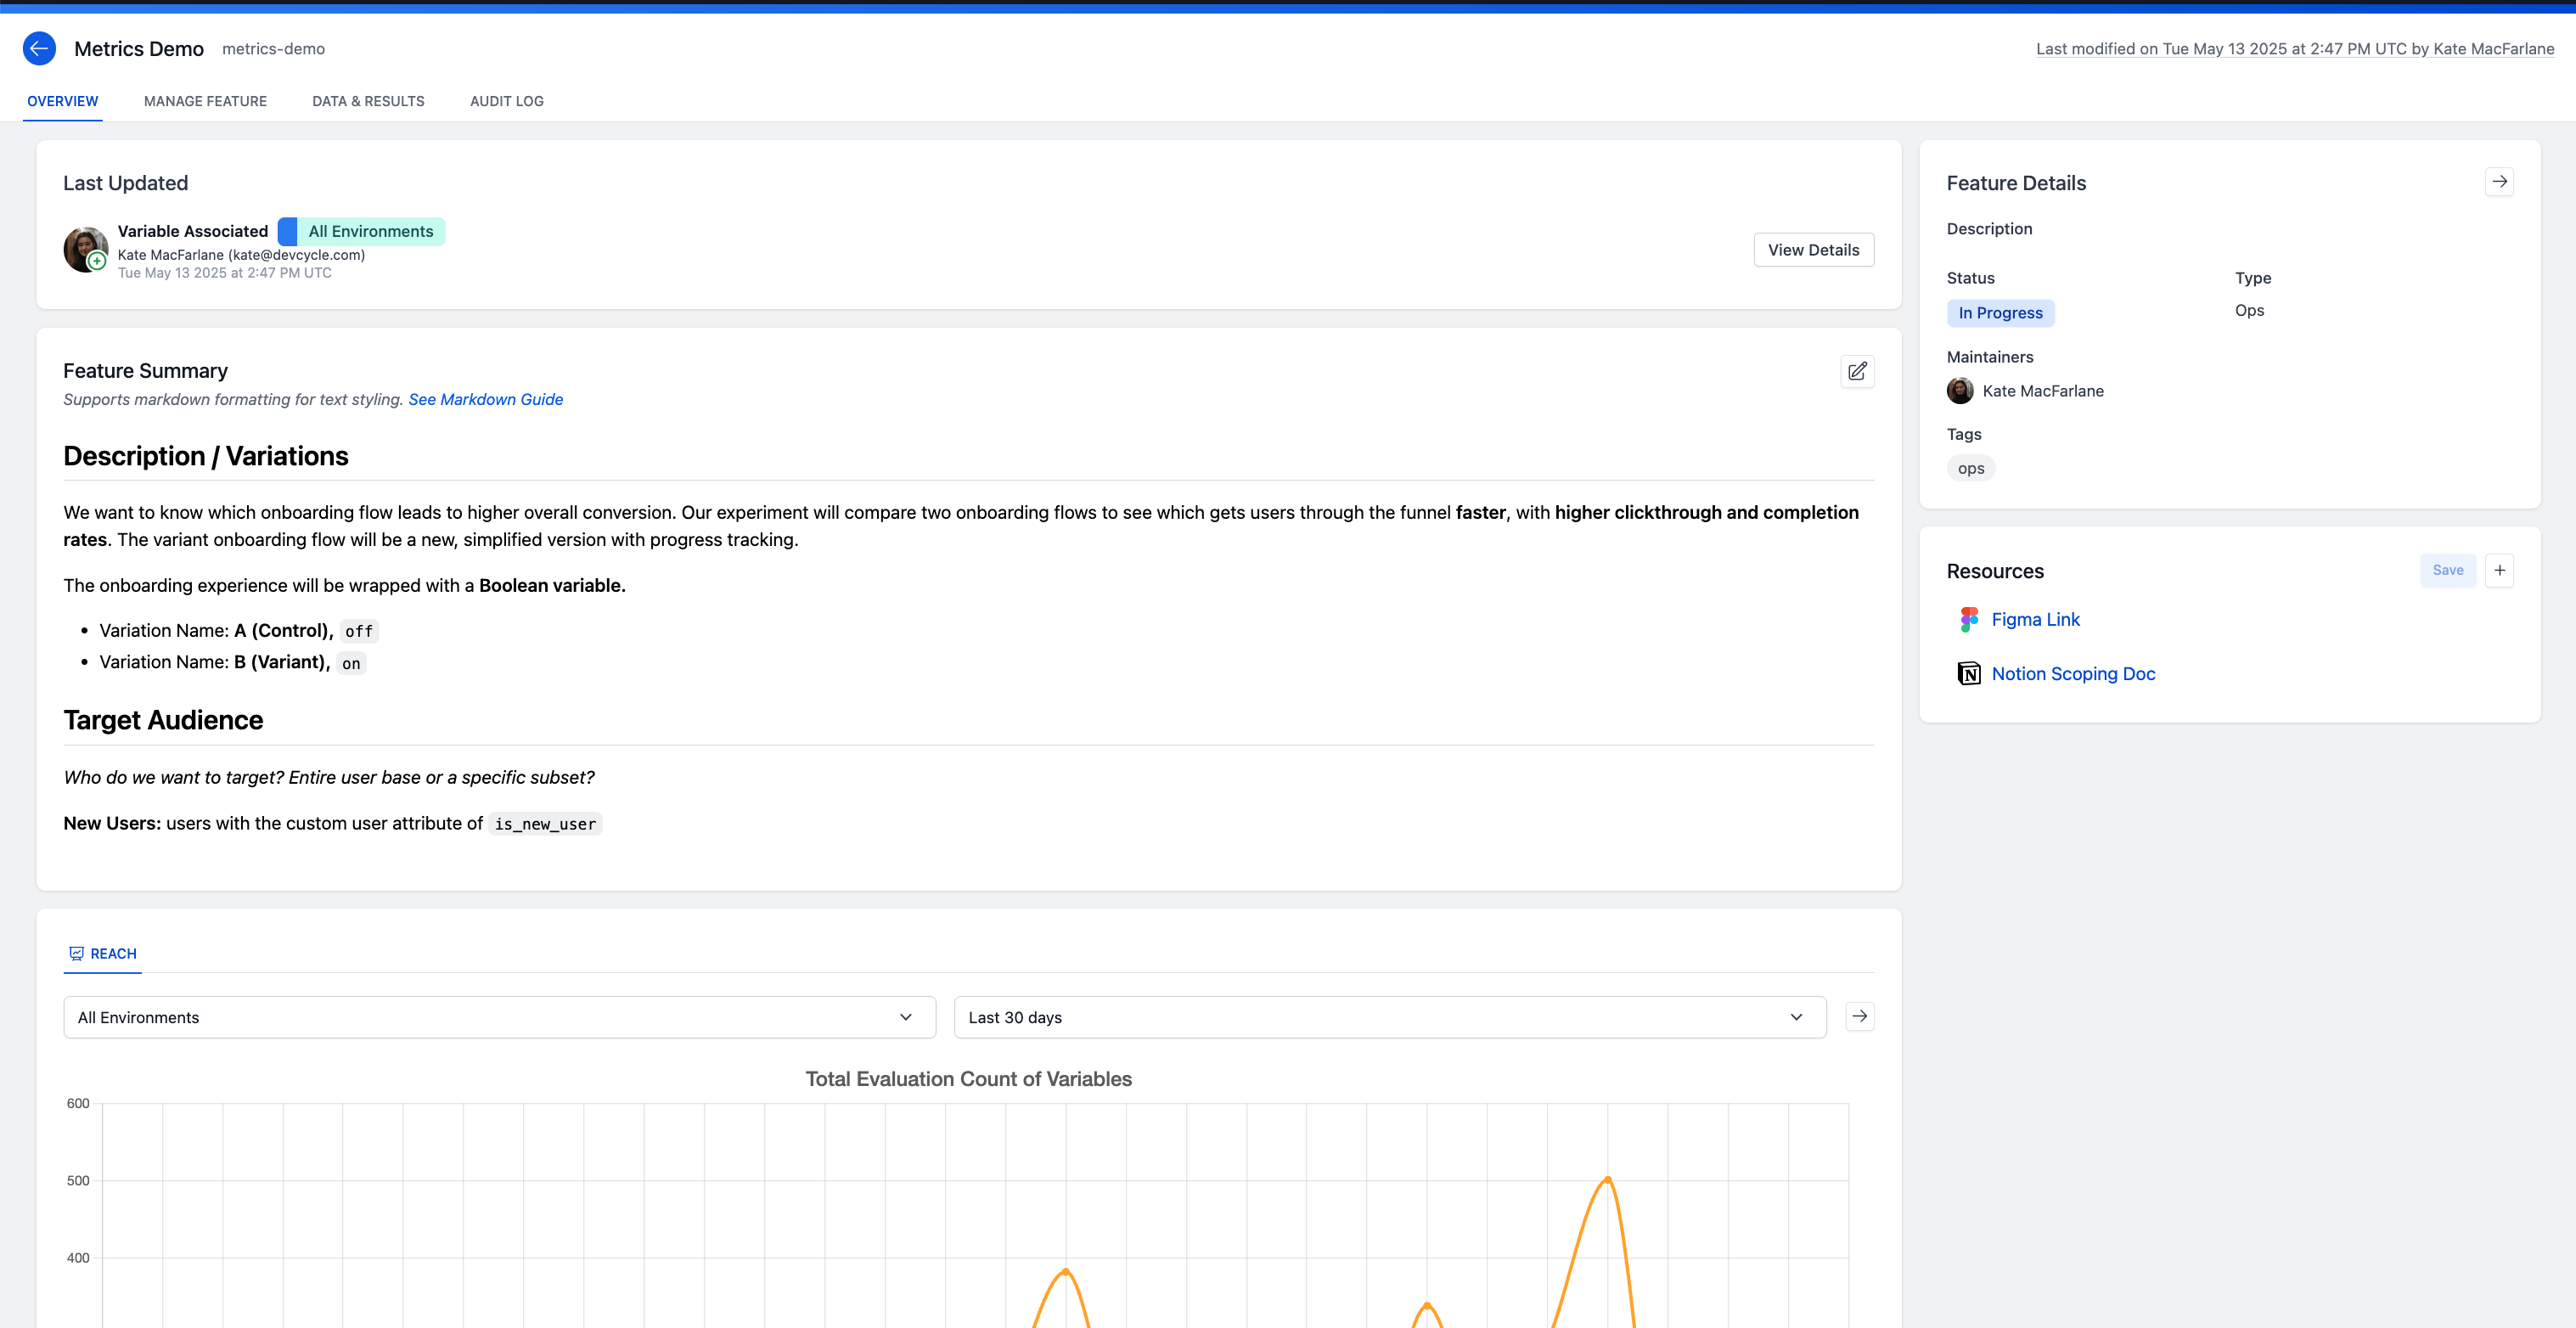 Metrics Demo metrics-demo
Last modified on Tue May 13 2025 at 2:47 PM UTC by Kate MacFarlane
OVERVIEW MANAGE FEATURE DATA & RESULTS AUDIT LOG
Last Updated
Variable Associated All Environments
Kate MacFarlane (kate@devcycle.com)
Tue May 13 2025 at 2:47 PM UTC
View Details
Feature Summary
Supports markdown formatting for text styling. See Markdown Guide
Description / Variations
We want to know which onboarding flow leads to higher overall conversion. Our experiment will compare two onboarding flows to see which gets users through the funnel faster, with higher clickthrough and completion
rates. The variant onboarding flow will be a new, simplified version with progress tracking.
The onboarding experience will be wrapped with a Boolean variable.
• Variation Name: A (Control), off
• Variation Name: B (Variant), on
Target Audience
Who do we want to target? Entire user base or a specific subset?
New Users: users with the custom user attribute of is_new_user
REACH
All Environments
Last 30 days
Total Evaluation Count of Variables
600
500
400
Feature Details
Description
Status Type
In Progress Ops
Maintainers
Kate MacFarlane
Tags
ops
Resources
Save +
Figma Link
N Notion Scoping Doc